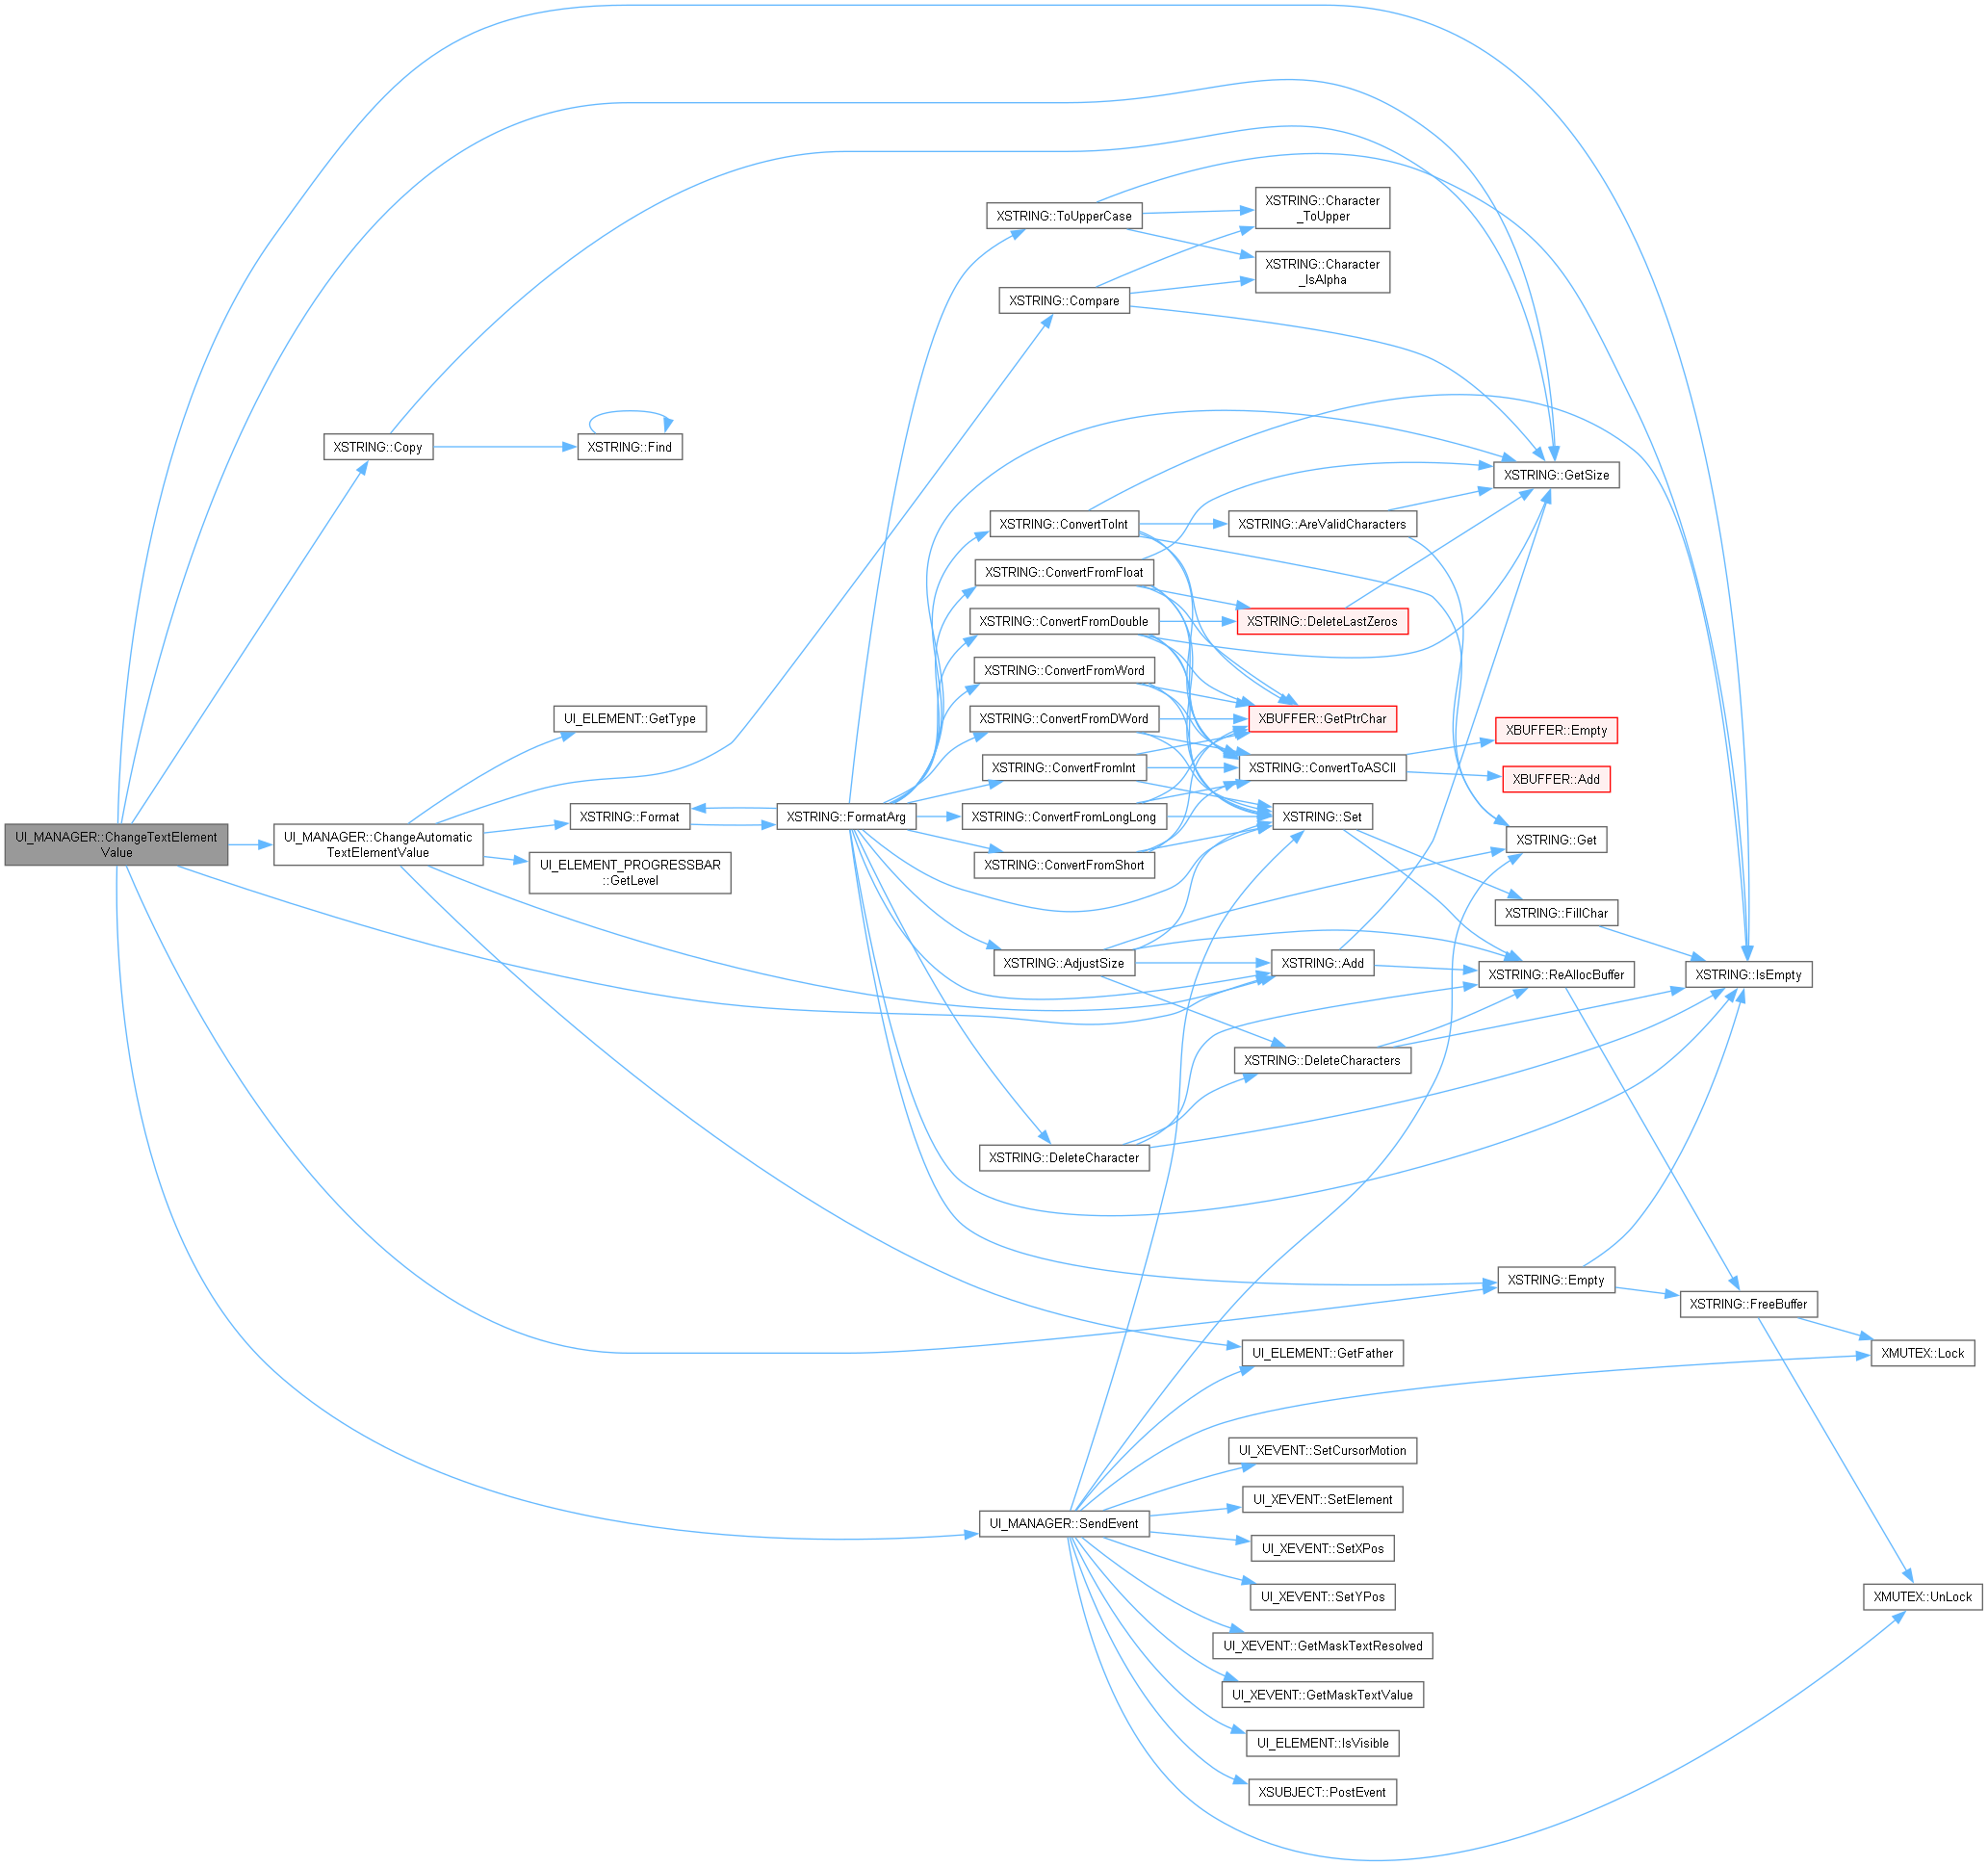 UI_MANAGER::ChangeTextElement
Value
XSTRING::Copy
UI_MANAGER::ChangeAutomatic
TextElementValue
XSTRING::Find
UI_ELEMENT::GetType
XSTRING::Format
UI_ELEMENT_PROGRESSBAR
::GetLevel
XSTRING::FormatArg
XSTRING::ToUpperCase
XSTRING::Compare
XSTRING::ConvertToInt
XSTRING::ConvertFromFloat
XSTRING::ConvertFromDouble
XSTRING::ConvertFromWord
XSTRING::ConvertFromDWord
XSTRING::ConvertFromInt
XSTRING::ConvertFromLongLong
XSTRING::ConvertFromShort
XSTRING::AdjustSize
XSTRING::DeleteCharacter
UI_MANAGER::SendEvent
XSTRING::Character
_ToUpper
XSTRING::Character
_IsAlpha
XSTRING::AreValidCharacters
XSTRING::DeleteLastZeros
XBUFFER::GetPtrChar
XSTRING::ConvertToASCII
XSTRING::Set
XSTRING::Add
XSTRING::DeleteCharacters
UI_ELEMENT::GetFather
UI_XEVENT::SetCursorMotion
UI_XEVENT::SetElement
UI_XEVENT::SetXPos
UI_XEVENT::SetYPos
UI_XEVENT::GetMaskTextResolved
UI_XEVENT::GetMaskTextValue
UI_ELEMENT::IsVisible
XSUBJECT::PostEvent
XSTRING::GetSize
XBUFFER::Empty
XBUFFER::Add
XSTRING::Get
XSTRING::FillChar
XSTRING::ReAllocBuffer
XSTRING::Empty
XSTRING::IsEmpty
XSTRING::FreeBuffer
XMUTEX::Lock
XMUTEX::UnLock